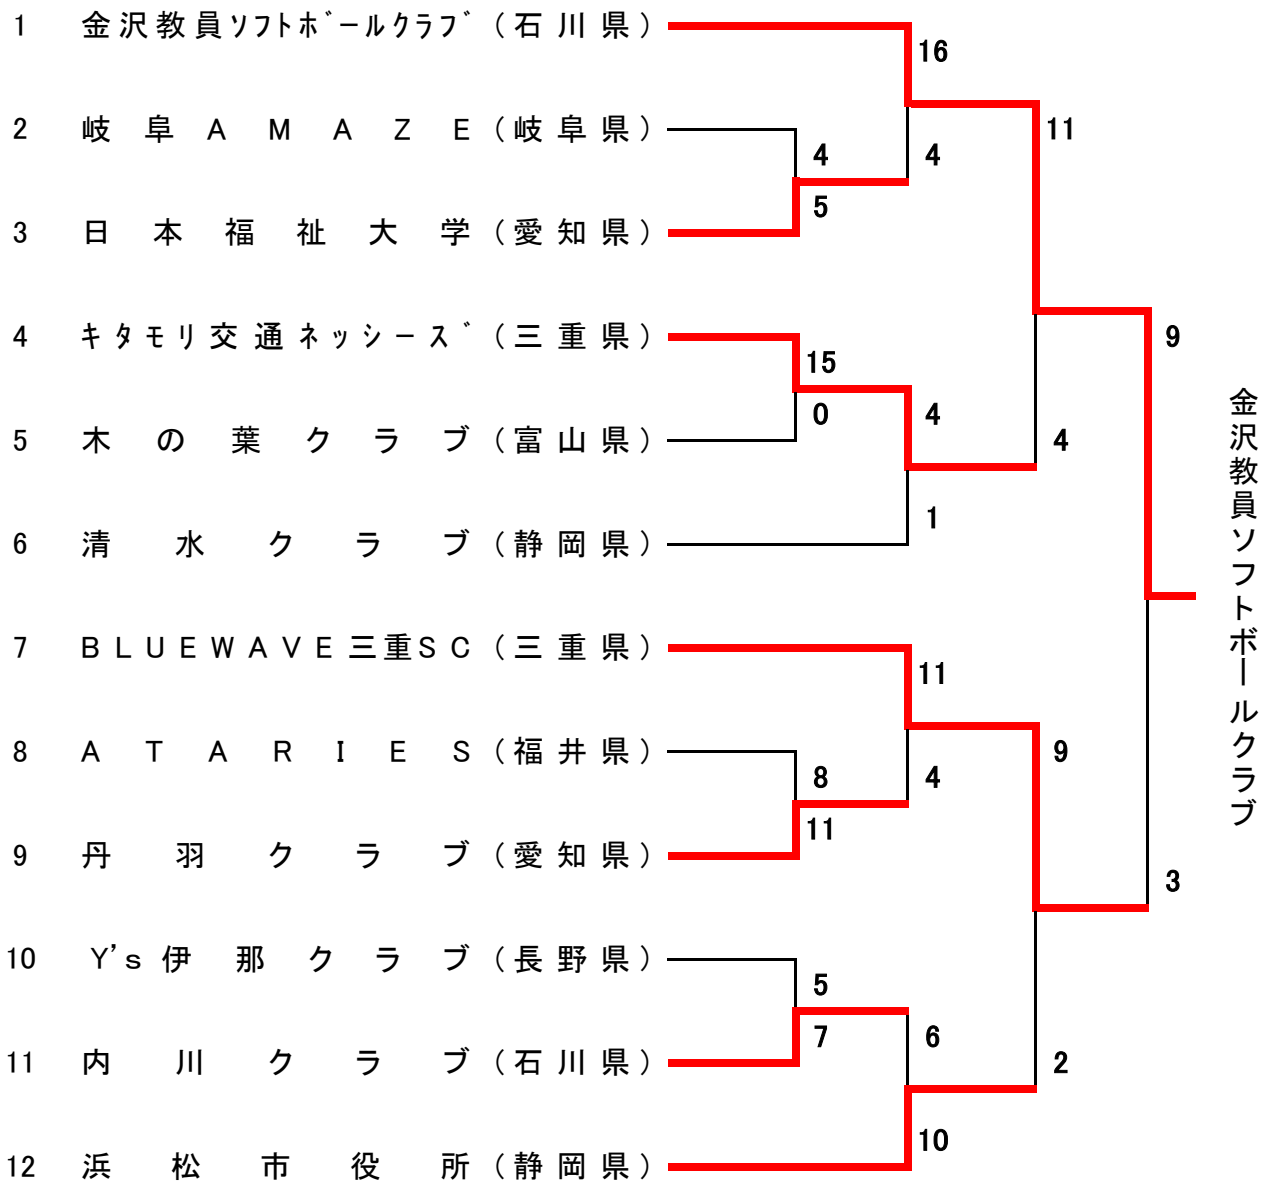 1 金沢教員ソフトボールクラブ（石川県）
16
2 岐阜AMAZE（岐阜県）
11
4 4
5
3 日本福祉大学（愛知県）
4 キタモリ交通ネッシーズ（三重県）
9
15
0 4
5 木の葉クラブ（富山県）
4
1
6 清水クラブ（静岡県）
金沢教員ソフトボールクラブ
7 BLUEWAVE三重SC（三重県）
11
8 ATARIES（福井県）
9
8 4
11
9 丹羽クラブ（愛知県）
3
10 Y's伊那クラブ（長野県）
5
7 6
11 内川クラブ（石川県）
2
10
12 浜松市役所（静岡県）